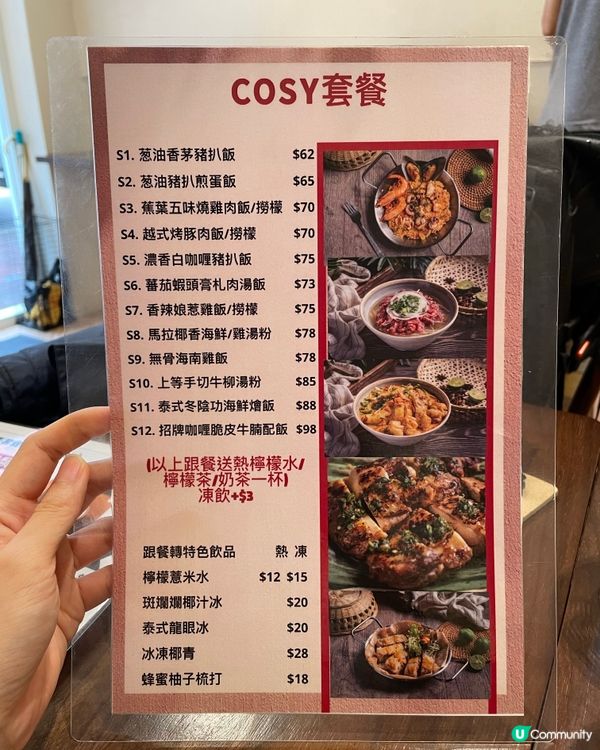 COSY套餐
S1. 葱油香茅豬扒飯 $62
S2. 葱油豬扒煎蛋飯 $65
S3. 蕉葉五味燒雞肉飯/撈檬 $70
S4. 越式烤豚肉飯/撈檬 $70
S5. 濃香白咖喱豬扒飯 $75
S6. 蕃茄蝦頭膏札肉湯飯 $73
S7. 香辣娘惹雞飯/撈檬 $75
S8. 馬拉椰香海鮮/雞湯粉 $78
S9. 無骨海南雞飯 $78
S10. 上等手切牛柳湯粉 $85
S11. 泰式冬陰功海鮮燴飯 $88
S12. 招牌咖喱脆皮牛腩配飯 $98
(以上跟餐送熱檸檬水/
檸檬茶/奶茶一杯)
凍飲+$3
跟餐轉特色飲品 熱 凍
檸檬薏米水 $12 $15
斑斕斕椰汁冰 $20
泰式龍眼冰 $20
冰凍椰青 $28
蜂蜜柚子梳打 $18
U Community